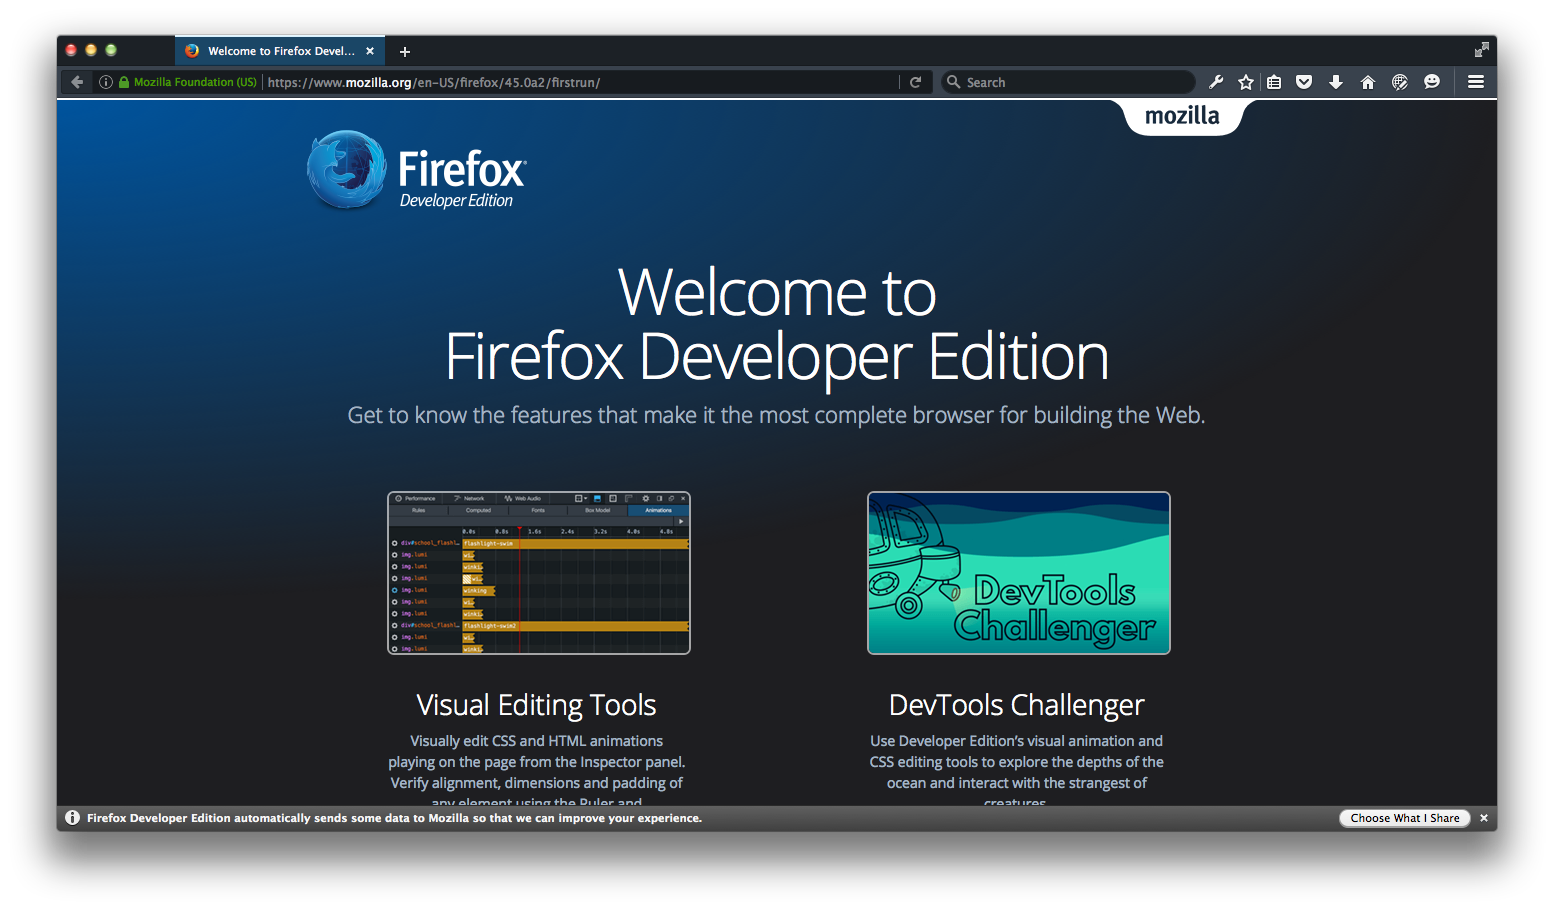 Welcome to Firefox Devel...
Mozilla Foundation (US)
https://www.mozilla.org/en-US/firefox/45.0a2/firstrun/
Search
mozilla
Firefox
Developer Edition
Welcome to
Firefox Developer Edition
Get to know the features that make it the most complete browser for building the Web.
Performance Network Web Audio
Rules Computed Fonts Box Model Animations
0.0s 0.8s 1.6s 2.4s 3.2s 4.0s 4.8s
div#school_flashl... flashlight-swim
img.lumi wi...
img.lumi winki...
img.lumi wi...
img.lumi winking
img.lumi wi...
img.lumi winki...
div#school_flashl... flashlight-swim2
img.lumi wi...
img.lumi winki...
DevTools
Challenger
Visual Editing Tools
Visually edit CSS and HTML animations
playing on the page from the Inspector panel.
Verify alignment, dimensions and padding of
any element using the Ruler and
DevTools Challenger
Use Developer Edition’s visual animation and
CSS editing tools to explore the depths of the
ocean and interact with the strangest of
creatures.
Firefox Developer Edition automatically sends some data to Mozilla so that we can improve your experience.
Choose What I Share